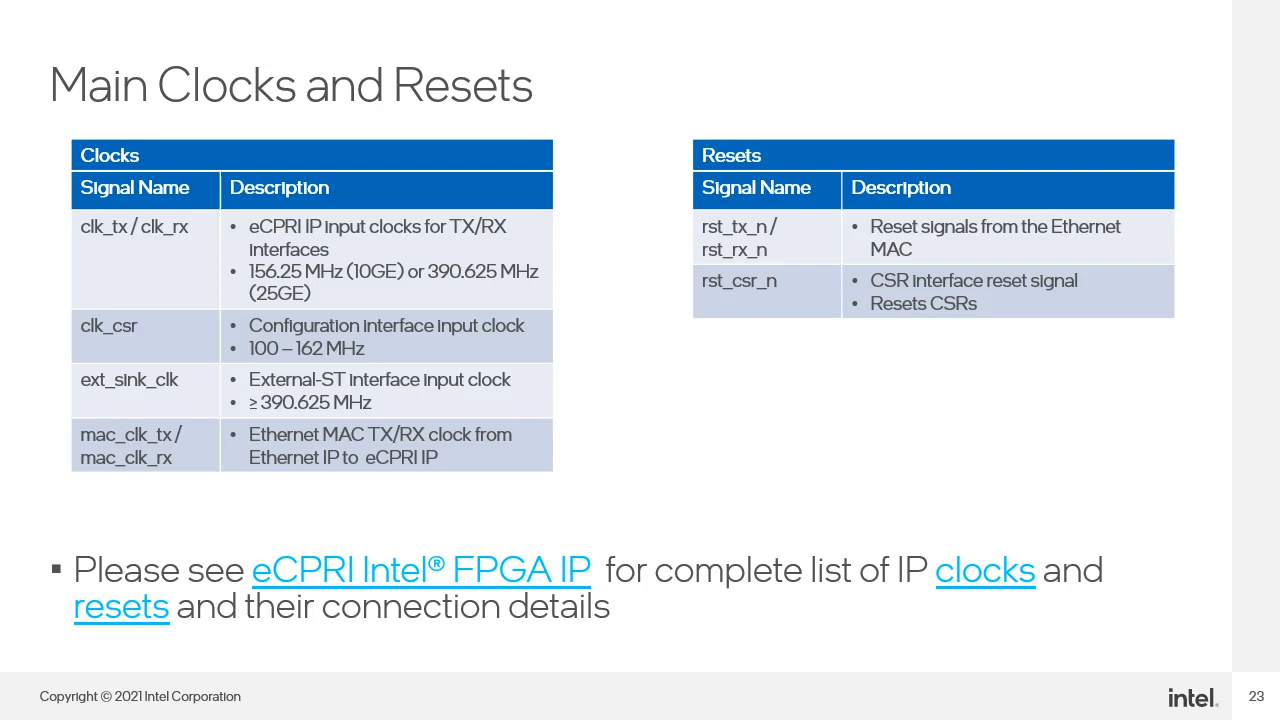 Main Clocks and Resets
Clocks
Signal Name Description
clk_tx / clk_rx
• eCPRI IP input clocks for TX/RX
interfaces
• 156.25 MHz (10GE) or 390.625 MHz
(25GE)
clk_csr
• Configuration interface input clock
• 100 – 162 MHz
ext_sink_clk
• External-ST interface input clock
• ≥ 390.625 MHz
mac_clk_tx /
mac_clk_rx
• Ethernet MAC TX/RX clock from
Ethernet IP to eCPRI IP
Resets
Signal Name Description
rst_tx_n /
rst_rx_n
• Reset signals from the Ethernet
MAC
rst_csr_n
• CSR interface reset signal
• Resets CSRs
▪ Please see eCPRI Intel® FPGA IP for complete list of IP clocks and
resets and their connection details
Copyright © 2021 Intel Corporation
intel.
23